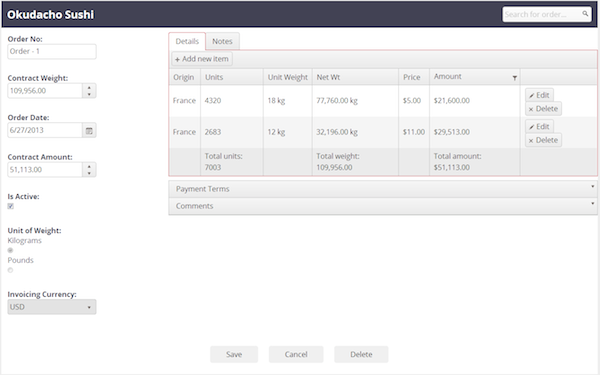 Okudacho Sushi
Search for order...
Order No:
Order - 1
Contract Weight:
109,956.00
Order Date:
6/27/2013
Contract Amount:
51,113.00
Is Active:
Unit of Weight:
Kilograms
Pounds
Invoicing Currency:
USD
Details Notes
+ Add new item
Origin Units Unit Weight Net Wt Price Amount
France 4320 18 kg 77,760.00 kg $5.00 $21,600.00 Edit
× Delete
France 2683 12 kg 32,196.00 kg $11.00 $29,513.00 Edit
× Delete
Total units: Total weight: Total amount:
7003 109,956.00 $51,113.00
Payment Terms
Comments
Save Cancel Delete